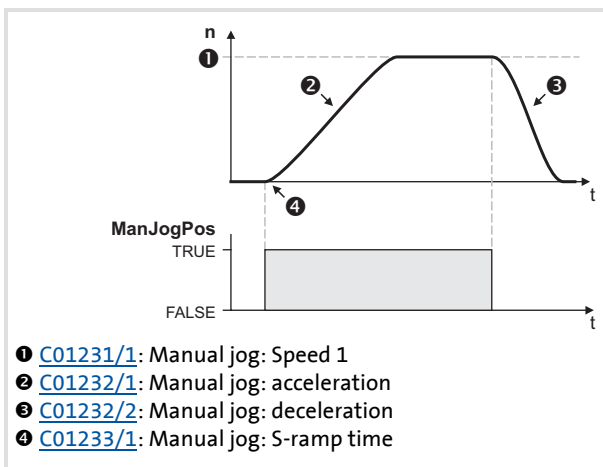 n
❶
❷
❸
❹
t
ManJogPos
TRUE
FALSE
t
❶ C01231/1: Manual jog: Speed 1
❷ C01232/1: Manual jog: acceleration
❸ C01232/2: Manual jog: deceleration
❹ C01233/1: Manual jog: S-ramp time